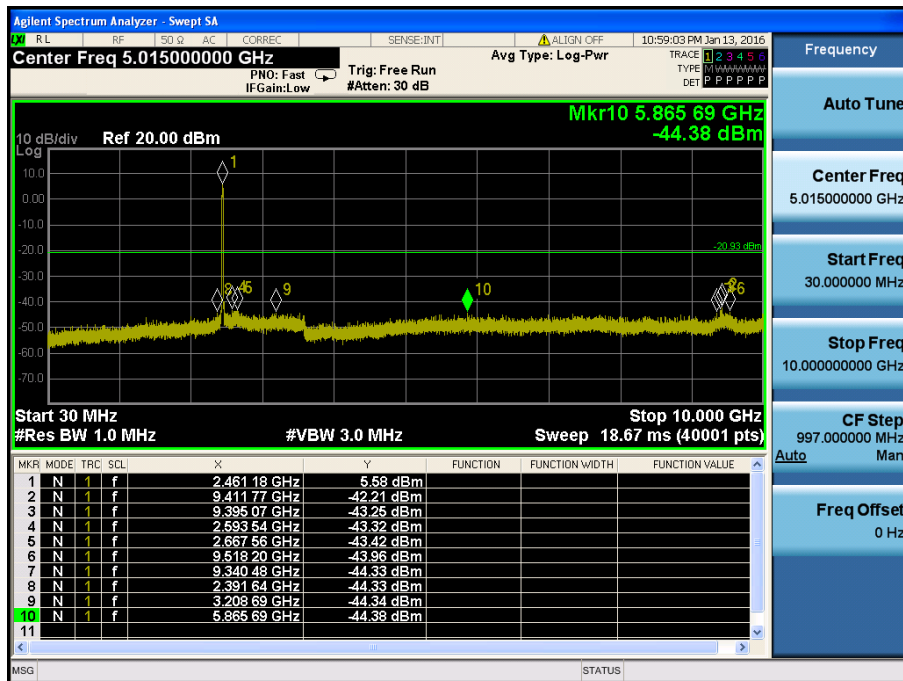 Agilent Spectrum Analyzer - Swept SA
LXI RL RF 50 Ω AC CORREC SENSE:INT ALIGN OFF 10:59:03 PM Jan 13, 2016
Center Freq 5.015000000 GHz
PNO: Fast
IFGain:Low
Trig: Free Run
#Atten: 30 dB
Avg Type: Log-Pwr
TRACE 1 2 3 4 5 6
TYPE M WWWWW
DET P P P P P P
Mkr10 5.865 69 GHz
-44.38 dBm
10 dB/div Ref 20.00 dBm
Log
10.0
0.00
-10.0
-20.0
-30.0
-40.0
-50.0
-60.0
-70.0
-20.93 dBm
1
8 4 5 9 10 6
Start 30 MHz Stop 10.000 GHz
#Res BW 1.0 MHz #VBW 3.0 MHz Sweep 18.67 ms (40001 pts)
MKR MODE TRC SCL X Y FUNCTION FUNCTION WIDTH FUNCTION VALUE
1 N 1 f 2.461 18 GHz 5.58 dBm
2 N 1 f 9.411 77 GHz -42.21 dBm
3 N 1 f 9.395 07 GHz -43.25 dBm
4 N 1 f 2.593 54 GHz -43.32 dBm
5 N 1 f 2.667 56 GHz -43.42 dBm
6 N 1 f 9.518 20 GHz -43.96 dBm
7 N 1 f 9.340 48 GHz -44.33 dBm
8 N 1 f 2.391 64 GHz -44.33 dBm
9 N 1 f 3.208 69 GHz -44.34 dBm
10 N 1 f 5.865 69 GHz -44.38 dBm
11
MSG STATUS
Frequency
Auto Tune
Center Freq
5.015000000 GHz
Start Freq
30.000000 MHz
Stop Freq
10.000000000 GHz
CF Step
997.000000 MHz
Auto Man
Freq Offset
0 Hz